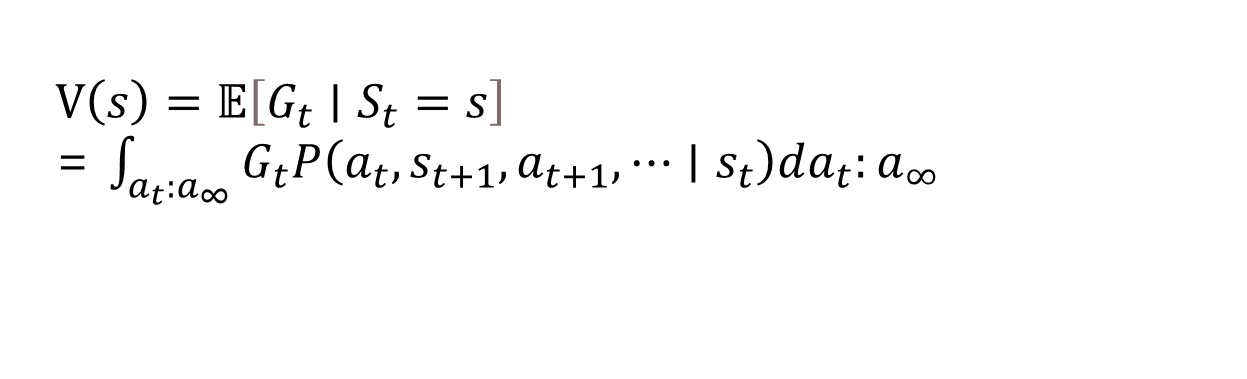 V(s) = 𝔼[G_t ∣ S_t = s]
= ∫_{a_t:a_∞} G_t P(a_t, s_{t+1}, a_{t+1}, ⋯ ∣ s_t)da_t: a_∞